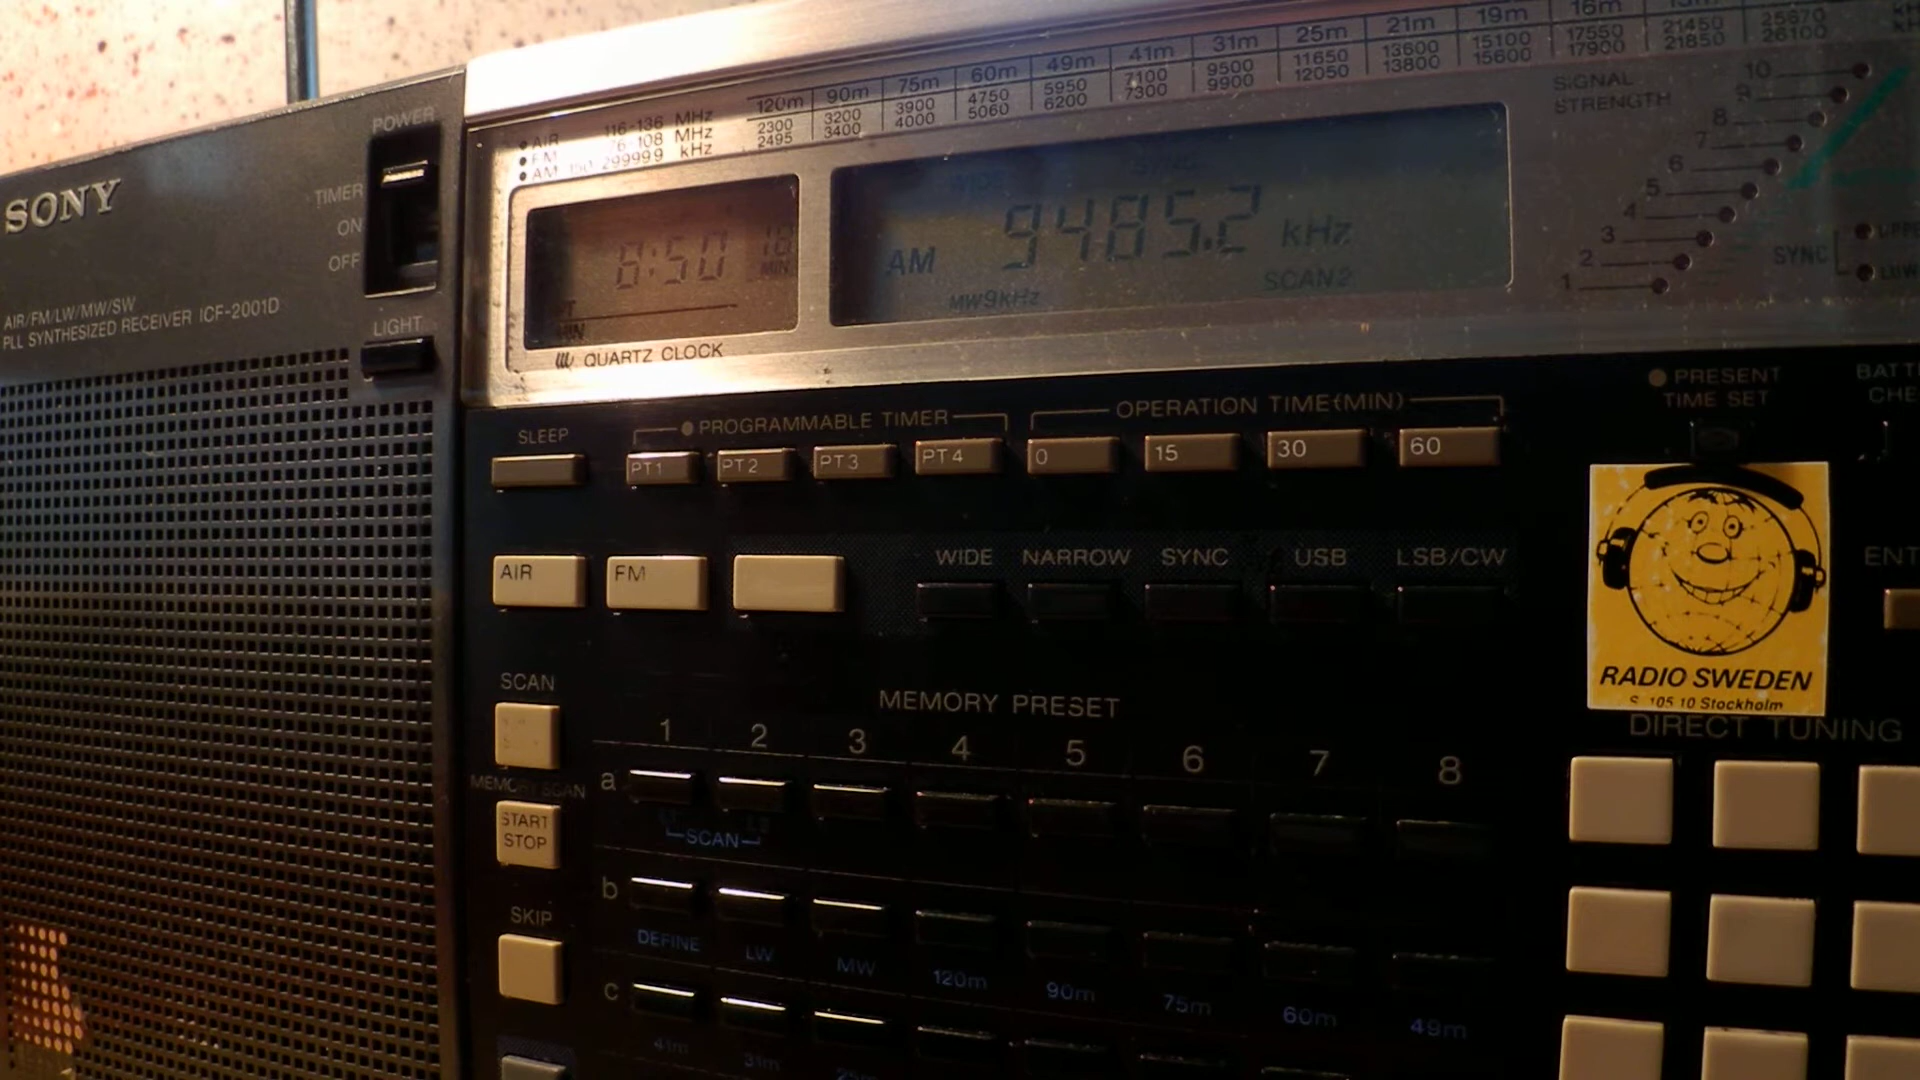 SONY
POWER
TIMER
ON
OFF
AIR/FM/LW/MW/SW
PLL SYNTHESIZED RECEIVER ICF-2001D
LIGHT
AIR 116-136 MHz
FM 76-108 MHz
AM 150-29999.9 kHz
120m 90m 75m 60m 49m 41m 31m 25m 21m 19m 16m
2300 3200 3900 4750 5950 7100 9500 11650 13600 15100 17550 21450 25670
2495 3400 4000 5060 6200 7300 9900 12050 13800 15600 17900 21850 26100
8:50 18
MIN
QUARTZ CLOCK
AM 9485.2 kHz
MW9kHz SCAN2
SIGNAL
STRENGTH
10
9
8
7
6
5
4
3
2
1
SYNC
PRESENT
TIME SET
SLEEP
PROGRAMMABLE TIMER
OPERATION TIME(MIN)
PT1 PT2 PT3 PT4 0 15 30 60
AIR FM
WIDE NARROW SYNC USB LSB/CW
RADIO SWEDEN
S 105 10 Stockholm
DIRECT TUNING
SCAN
MEMORY SCAN
START
STOP
SKIP
MEMORY PRESET
1 2 3 4 5 6 7 8
a
SCAN
b
DEFINE LW MW 120m 90m 75m 60m 49m
c
41m 31m 25m